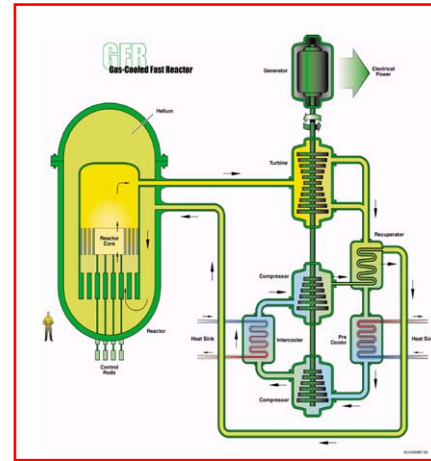 GFR
Gas-Cooled Fast Reactor
Generator
Electrical
Power
Helium
Turbine
Reactor
Core
Recuperator
Compressor
Reactor
Heat Sink
Intercooler
Pre
Cooler
Heat Sink
Control
Rods
Compressor